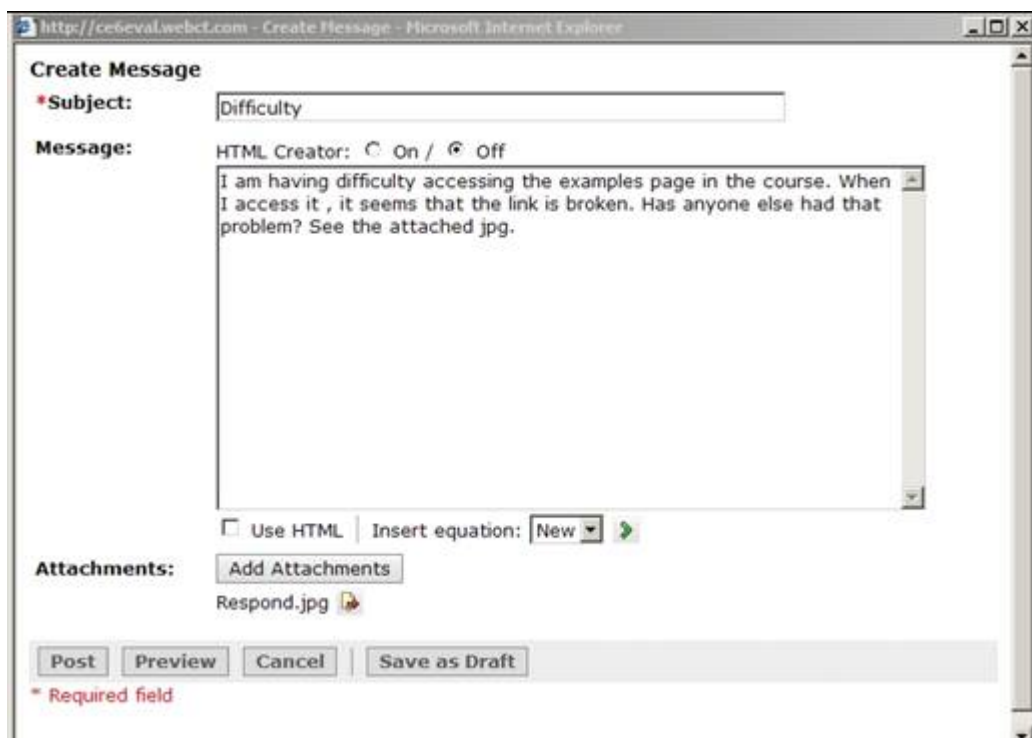 http://ce6eval.webct.com - Create Message - Microsoft Internet Explorer
Create Message
*Subject:
Difficulty
Message:
HTML Creator: On / Off
I am having difficulty accessing the examples page in the course. When
I access it , it seems that the link is broken. Has anyone else had that
problem? See the attached jpg.
Use HTML | Insert equation: New
Attachments:
Add Attachments
Respond.jpg
Post Preview Cancel | Save as Draft
* Required field